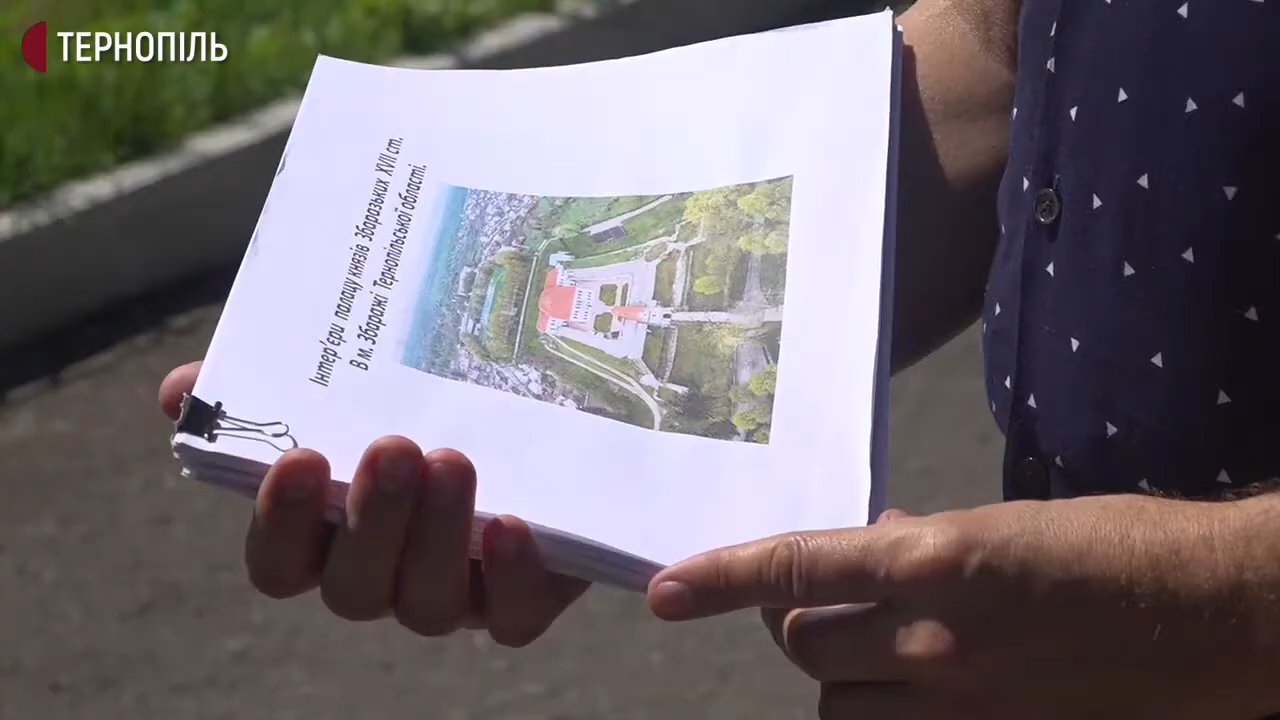 ТЕРНОПІЛЬ
Інтер'єри палацу князів Збаразьких XVII ст.
В м. Збаражі Тернопільської області.